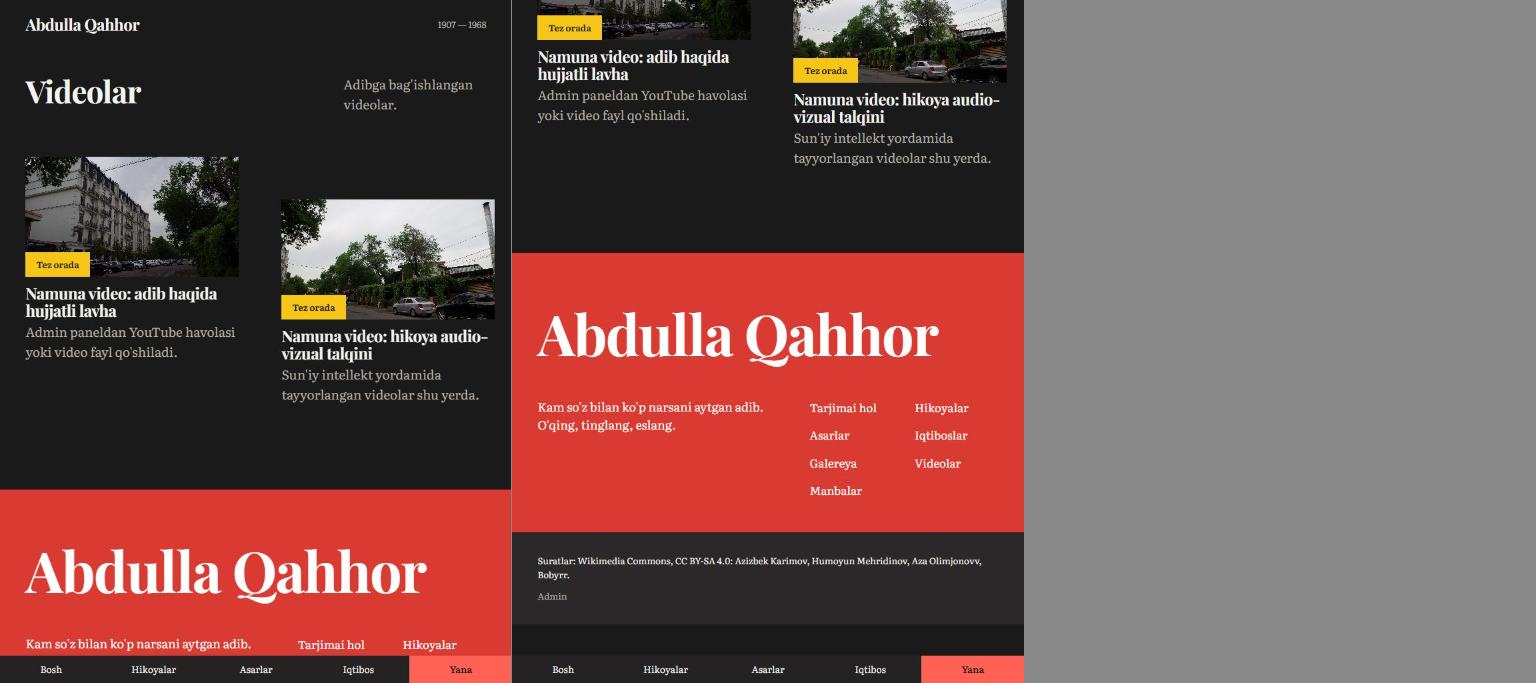 Abdulla Qahhor
1907 — 1968
Videolar
Adibga bag'ishlangan
videolar.
Tez orada
Namuna video: adib haqida
hujjatli lavha
Admin paneldan YouTube havolasi
yoki video fayl qo'shiladi.
Tez orada
Namuna video: hikoya audio-
vizual talqini
Sun'iy intellekt yordamida
tayyorlangan videolar shu yerda.
Abdulla Qahhor
Kam so'z bilan ko'p narsani aytgan adib.
Tarjimai hol
Hikoyalar
Bosh
Hikoyalar
Asarlar
Iqtibos
Yana
Tez orada
Namuna video: adib haqida
hujjatli lavha
Admin paneldan YouTube havolasi
yoki video fayl qo'shiladi.
Tez orada
Namuna video: hikoya audio-
vizual talqini
Sun'iy intellekt yordamida
tayyorlangan videolar shu yerda.
Abdulla Qahhor
Kam so'z bilan ko'p narsani aytgan adib.
O'qing, tinglang, eslang.
Tarjimai hol
Hikoyalar
Asarlar
Iqtiboslar
Galereya
Videolar
Manbalar
Suratlar: Wikimedia Commons, CC BY-SA 4.0: Azizbek Karimov, Humoyun Mehridinov, Aza Olimjonovv,
Bobyrr.
Admin
Bosh
Hikoyalar
Asarlar
Iqtibos
Yana